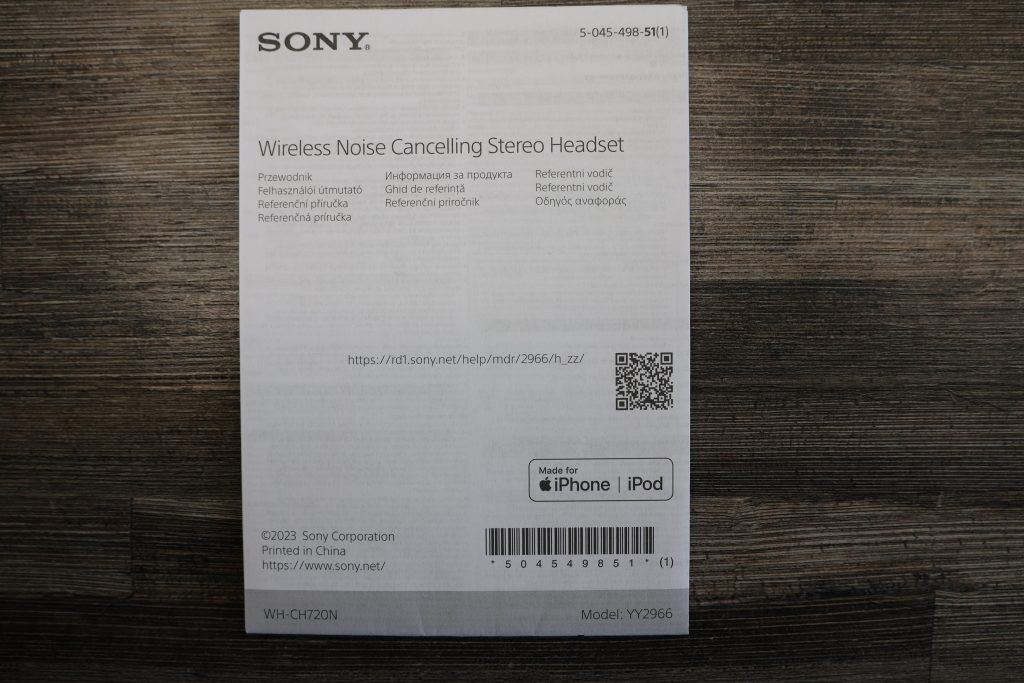 SONY®
5-045-498-51(1)
Wireless Noise Cancelling Stereo Headset
Przewodnik
Felhasználói útmutató
Referenční příručka
Referenčná príručka
Информация за продукта
Ghid de referință
Referenčni priročnik
Referentni vodič
Referentni vodič
Οδηγός αναφοράς
https://rd1.sony.net/help/mdr/2966/h_zz/
Made for
iPhone | iPod
©2023 Sony Corporation
Printed in China
https://www.sony.net/
* 5 0 4 5 4 9 8 5 1 * (1)
WH-CH720N
Model: YY2966